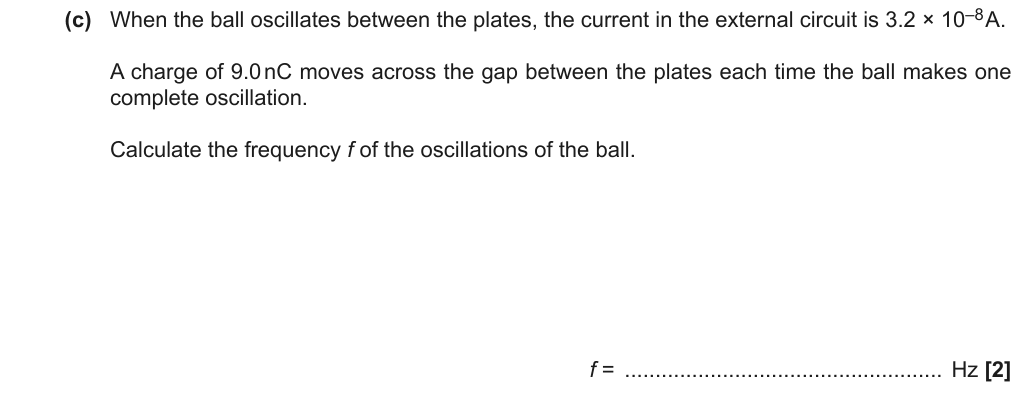 (c) When the ball oscillates between the plates, the current in the external circuit is 3.2 × 10⁻⁸ A.
A charge of 9.0 nC moves across the gap between the plates each time the ball makes one
complete oscillation.
Calculate the frequency f of the oscillations of the ball.
f = .................................................... Hz [2]